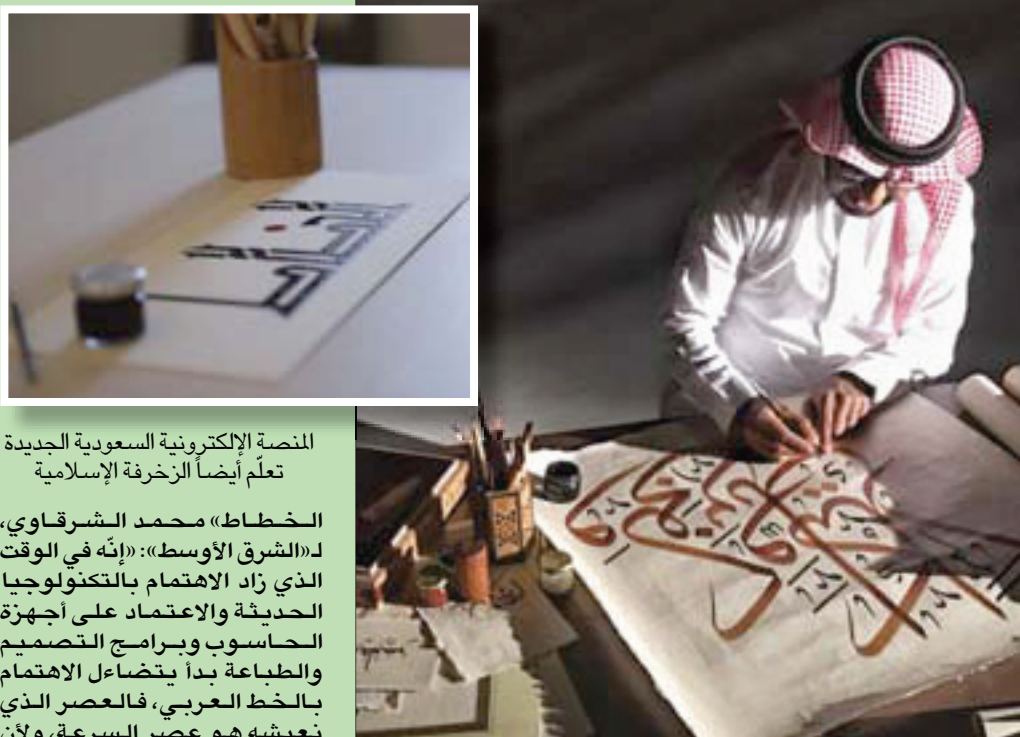 المنصة الإلكترونية السعودية الجديدة
تعلّم أيضاً الزخرفة الإسلامية
الخطاط» محمد الشرقاوي،
لـ«الشرق الأوسط»: «إنّه في الوقت
الذي زاد الاهتمام بالتكنولوجيا
الحديثة والاعتماد على أجهزة
الحاسوب وبرامج التصميم
والطباعة بدأ يتضاءل الاهتمام
بالخط العربي، فالعصر الذي
نعيشه هو عصر السرعة، ولأن